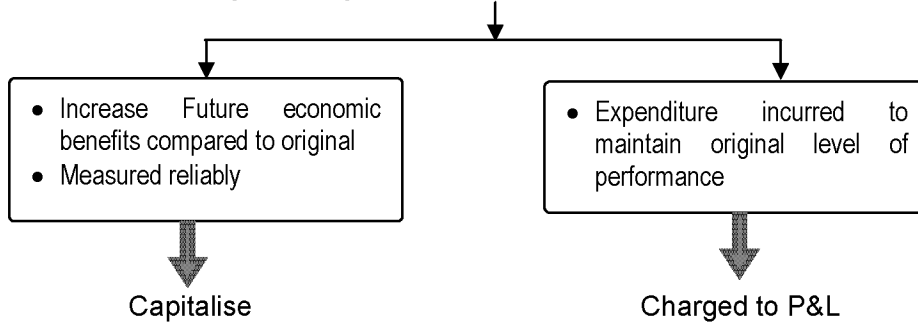 ● Increase Future economic
benefits compared to original
● Measured reliably
● Expenditure incurred to
maintain original level of
performance
Capitalise
Charged to P&L